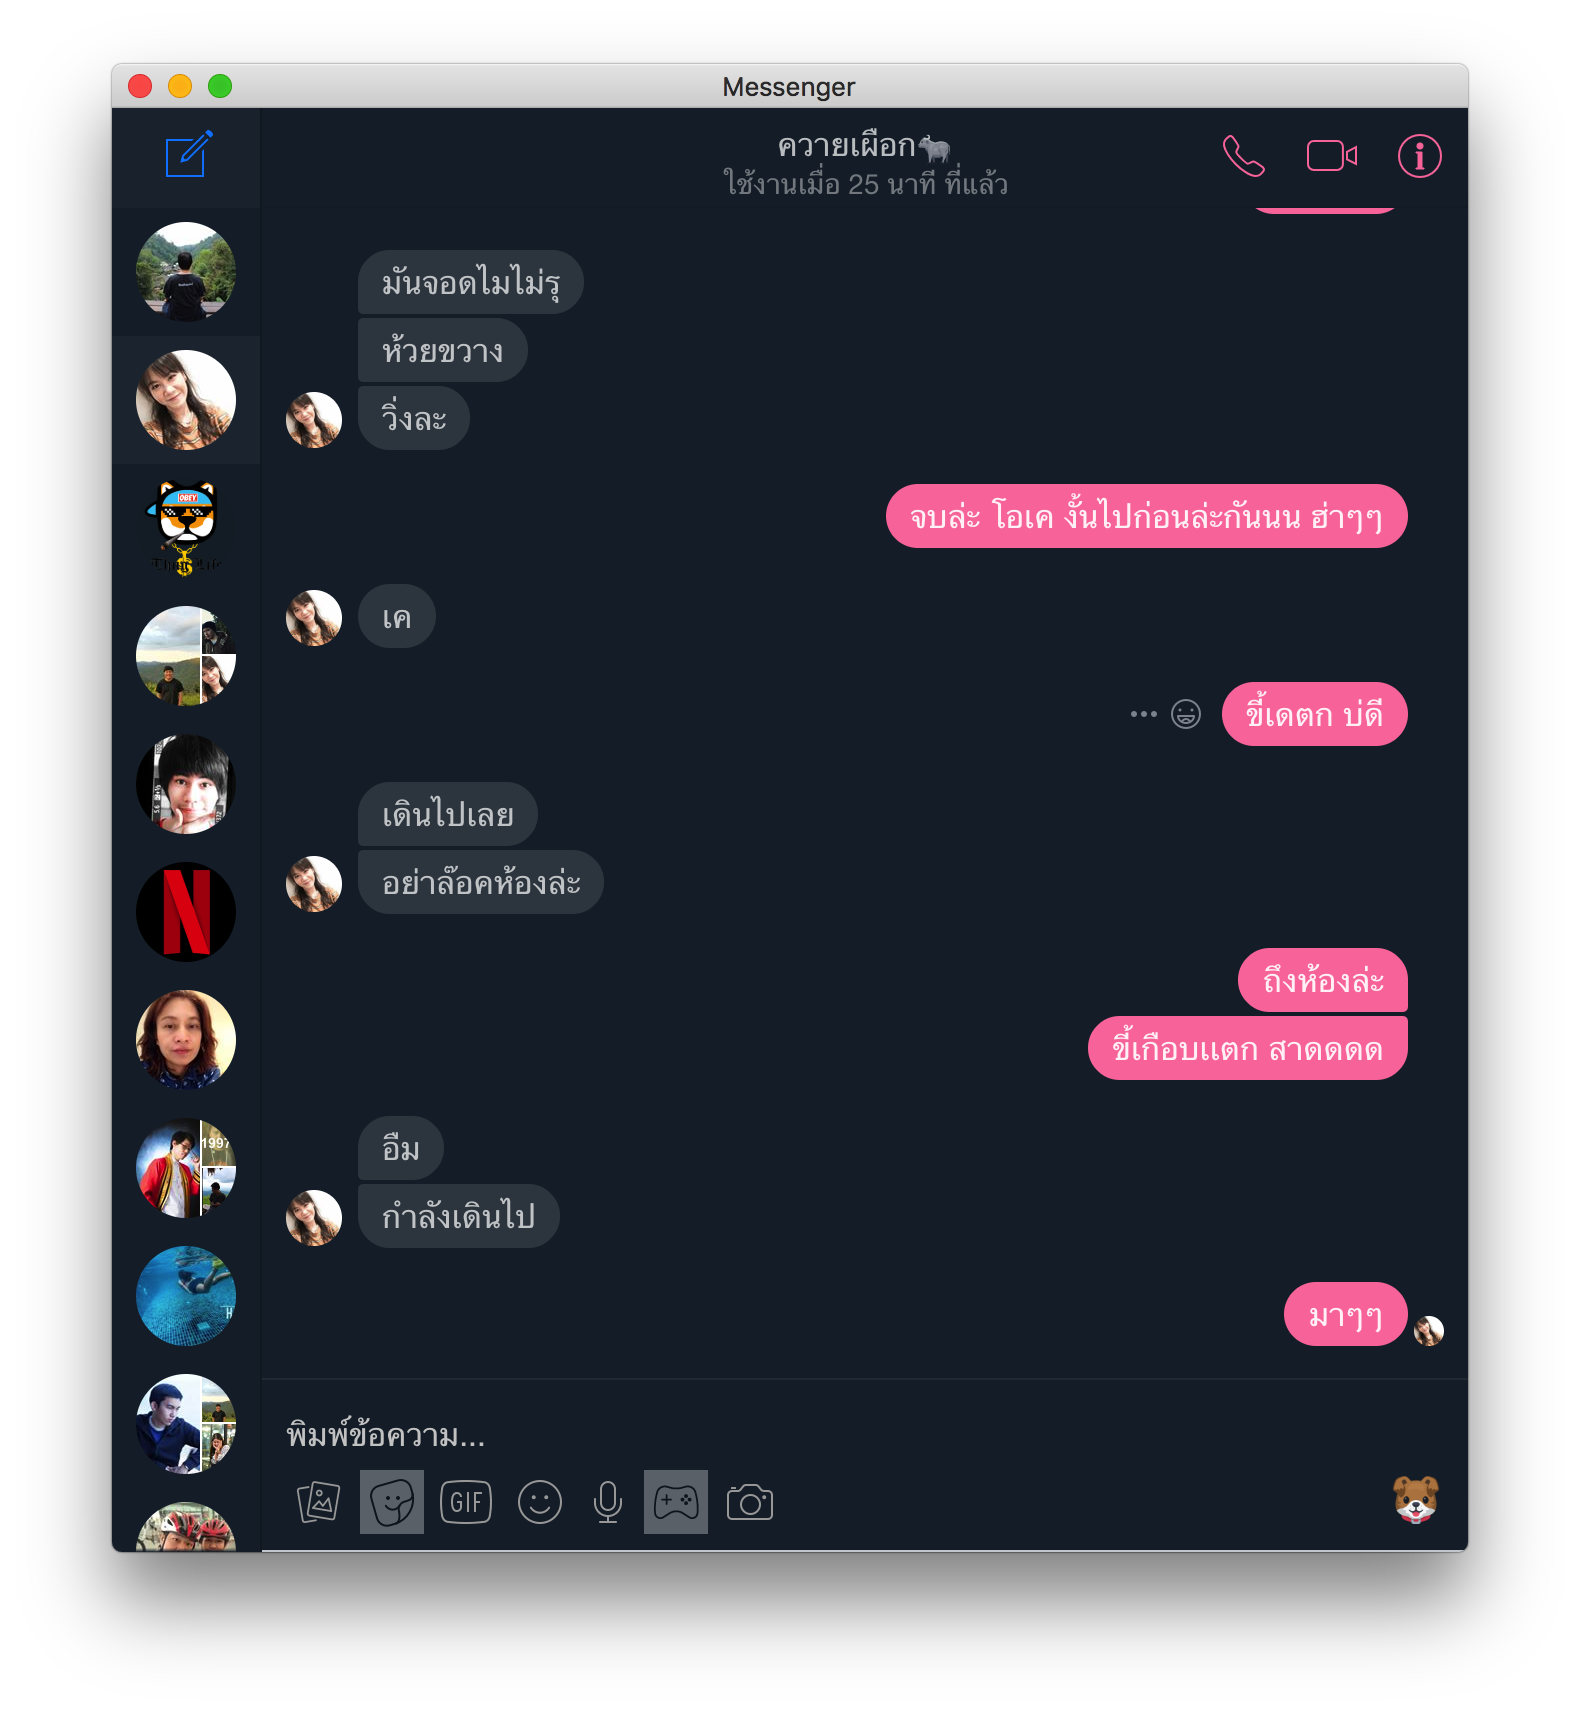 Messenger
ควายเผือก🐃
ใช้งานเมื่อ 25 นาที ที่แล้ว
มันจอดไมไม่รุ
ห้วยขวาง
วิ่งละ
จบล่ะ โอเค งั้นไปก่อนล่ะกันนน ฮ่าๆๆ
เค
ขี้เดตก บ่ดี
เดินไปเลย
อย่าล๊อคห้องล่ะ
ถึงห้องล่ะ
ขี้เกือบแตก สาดดดด
อืม
กำลังเดินไป
มาๆๆ
พิมพ์ข้อความ...
GIF
OBEY
Thug Life
1997
N
H